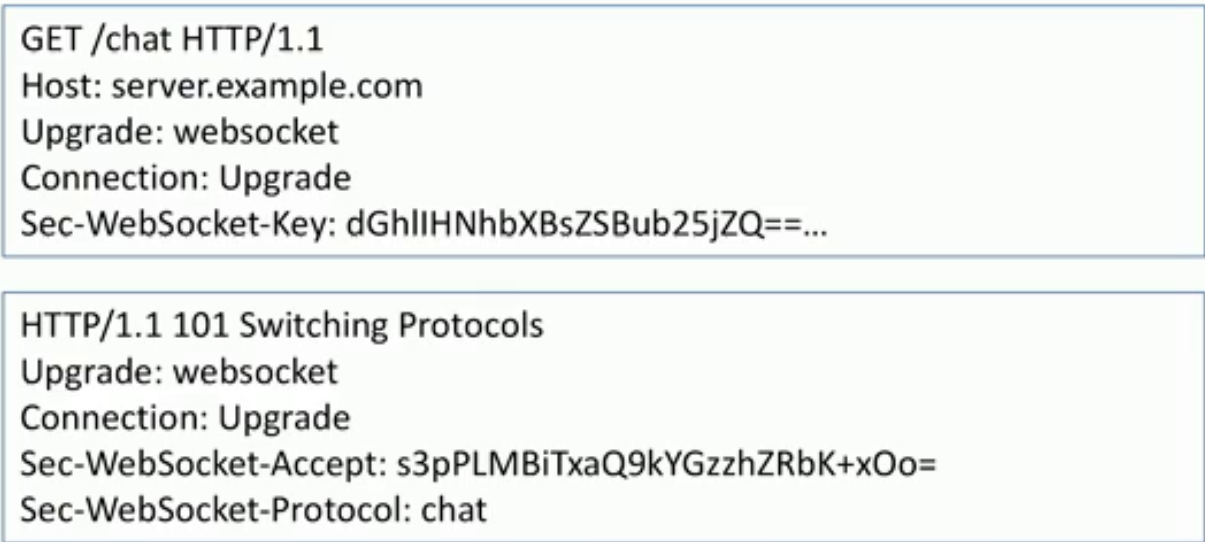 GET /chat HTTP/1.1
Host: server.example.com
Upgrade: websocket
Connection: Upgrade
Sec-WebSocket-Key: dGhlIHNhbXBsZSBub25jZQ==...
HTTP/1.1 101 Switching Protocols
Upgrade: websocket
Connection: Upgrade
Sec-WebSocket-Accept: s3pPLMBiTxaQ9kYGzzhZRbK+xOo=
Sec-WebSocket-Protocol: chat